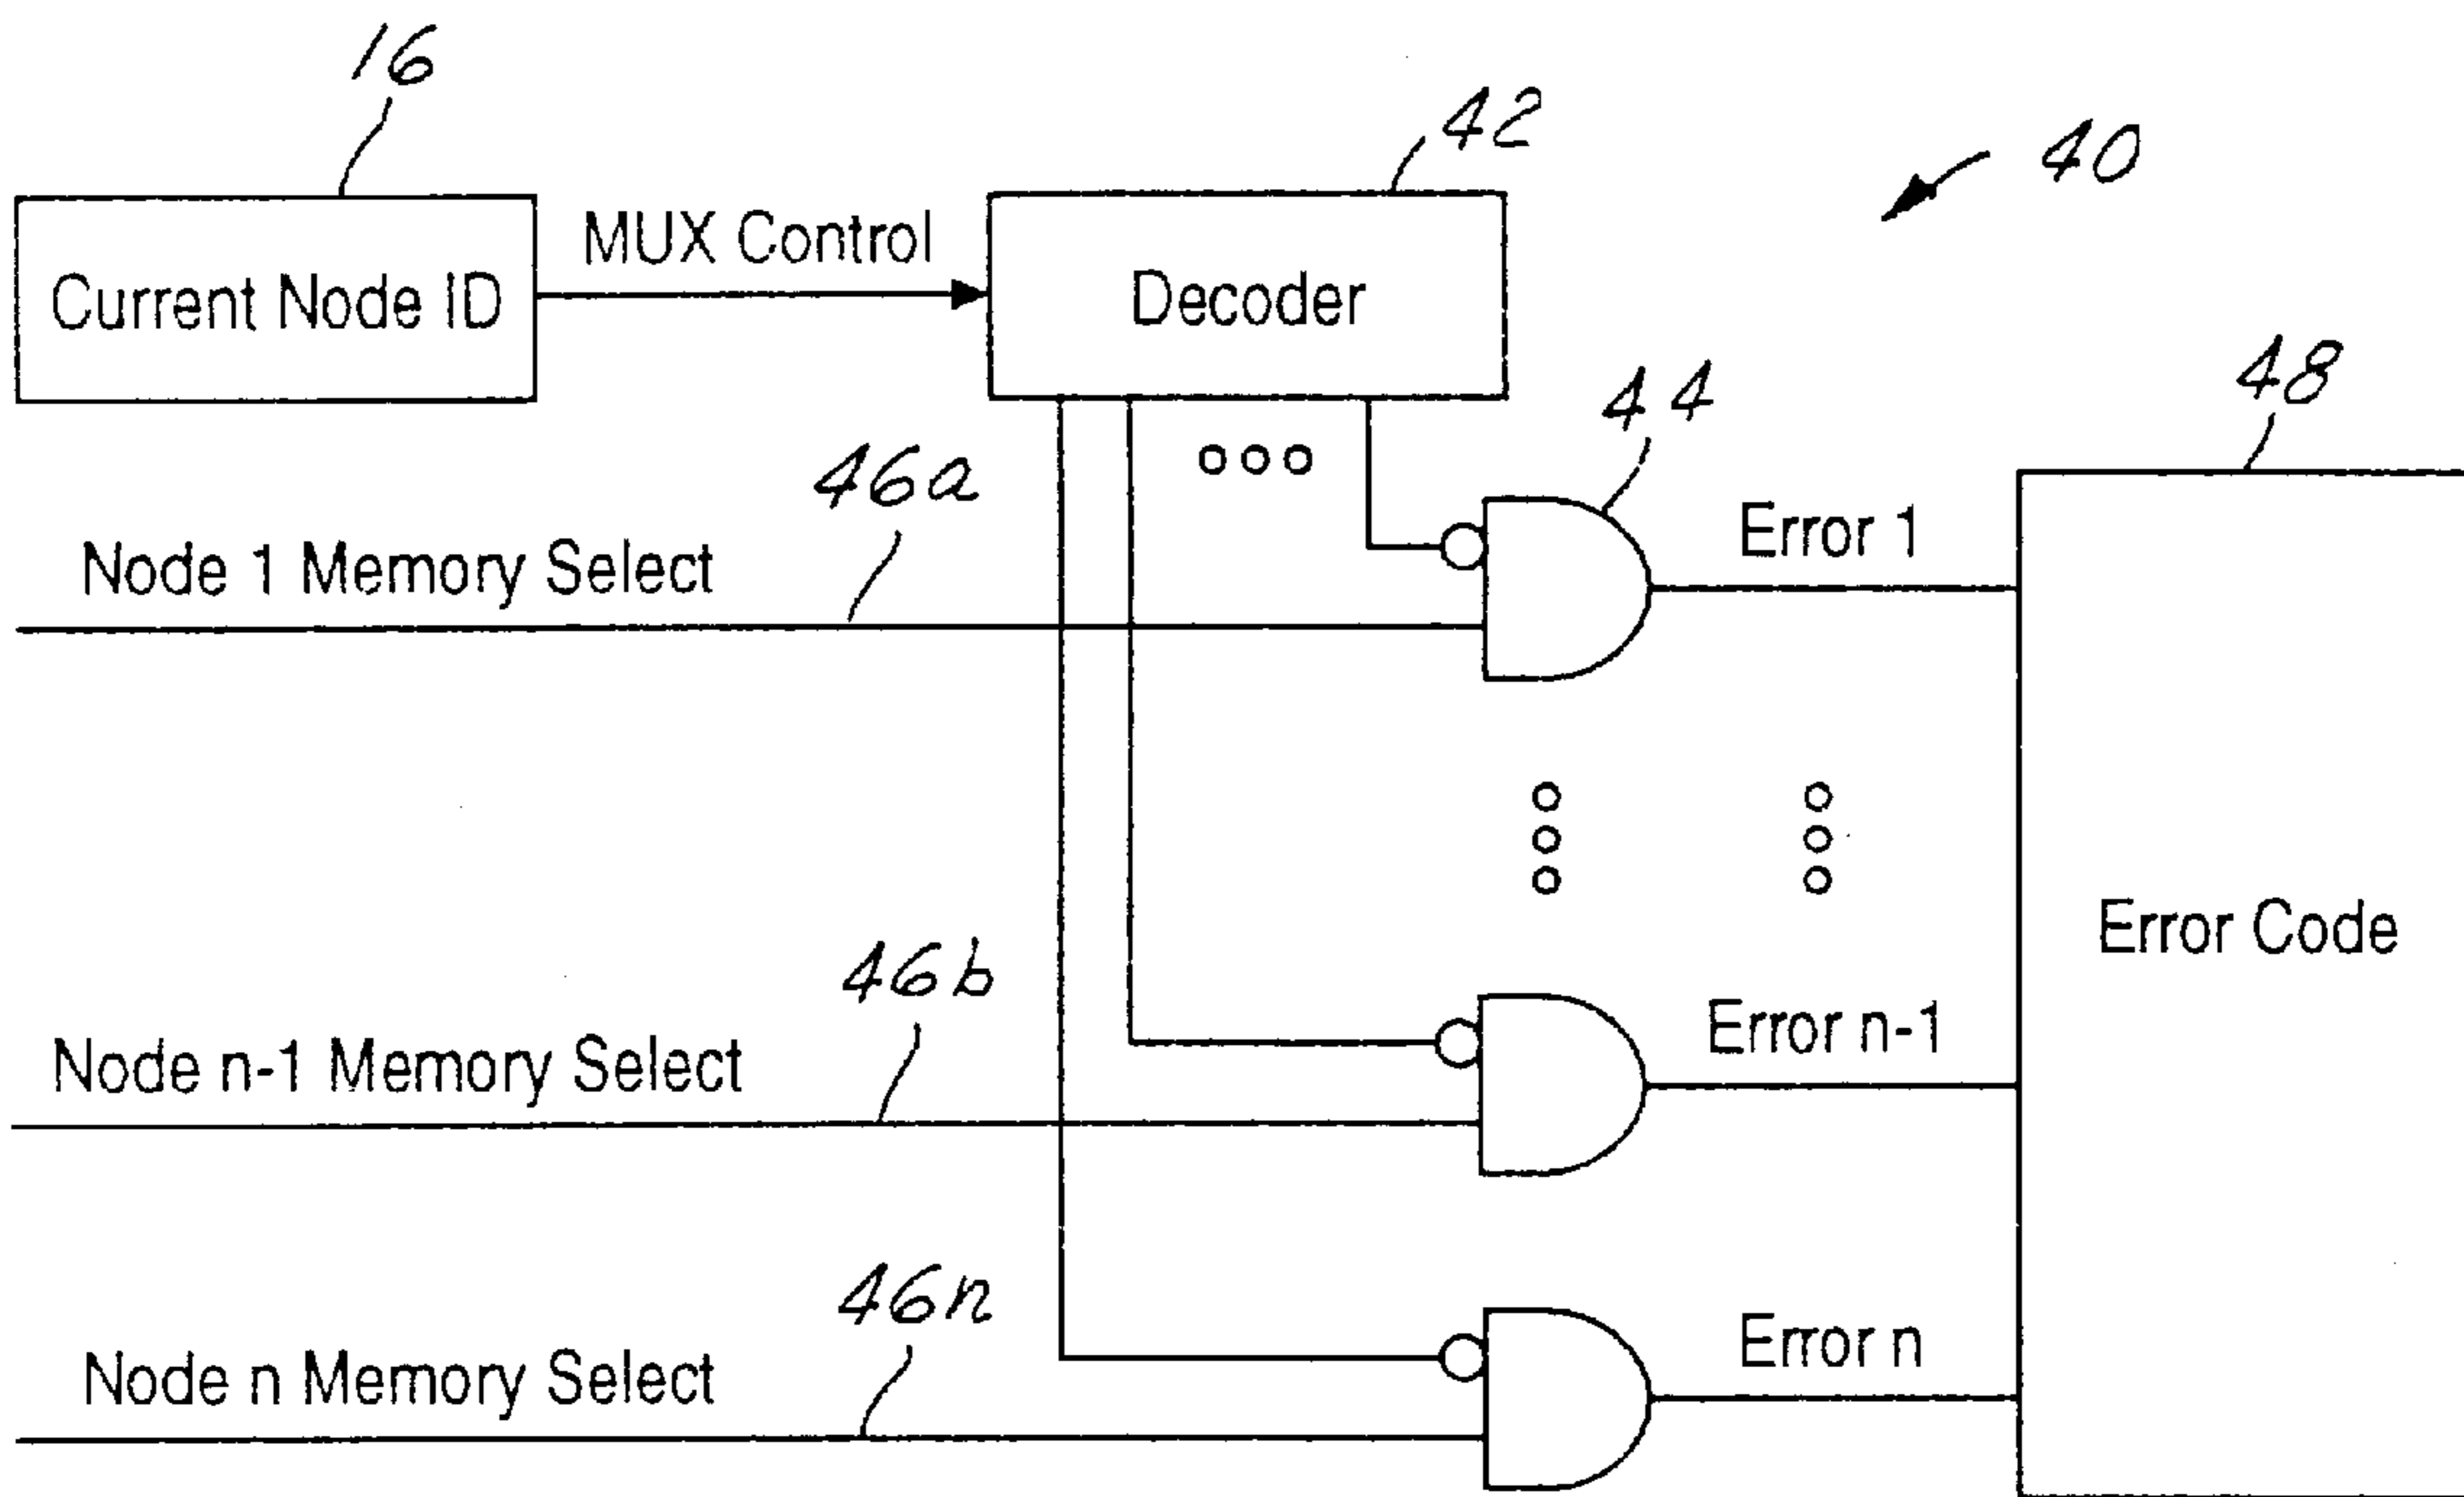 16
42
40
MUX Control
Current Node ID
Decoder
48
44
46a
Error 1
Node 1 Memory Select
Error Code
46b
Error n-1
Node n-1 Memory Select
46n
Error n
Node n Memory Select